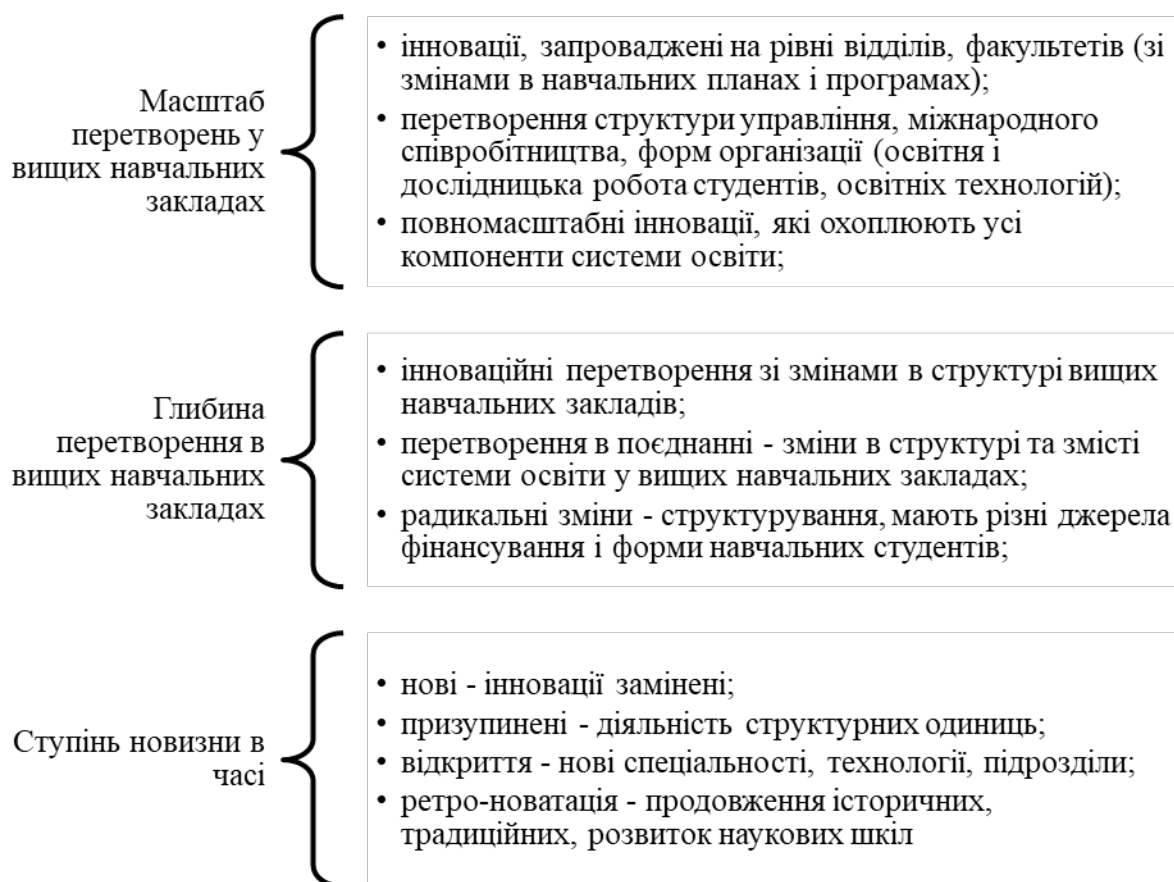 Масштаб
перетворень у
вищих навчальних
закладах
• інновації, запроваджені на рівні відділів, факультетів (зі
змінами в навчальних планах і програмах);
• перетворення структури управління, міжнародного
співробітництва, форм організації (освітня і
дослідницька робота студентів, освітніх технологій);
• повномасштабні інновації, які охоплюють усі
компоненти системи освіти;
Глибина
перетворення в
вищих навчальних
закладах
• інноваційні перетворення зі змінами в структурі вищих
навчальних закладів;
• перетворення в поєднанні - зміни в структурі та змісті
системи освіти у вищих навчальних закладах;
• радикальні зміни - структурування, мають різні джерела
фінансування і форми навчальних студентів;
Ступінь новизни в
часі
• нові - інновації замінені;
• призупинені - діяльність структурних одиниць;
• відкриття - нові спеціальності, технології, підрозділи;
• ретро-новатація - продовження історичних,
традиційних, розвиток наукових шкіл